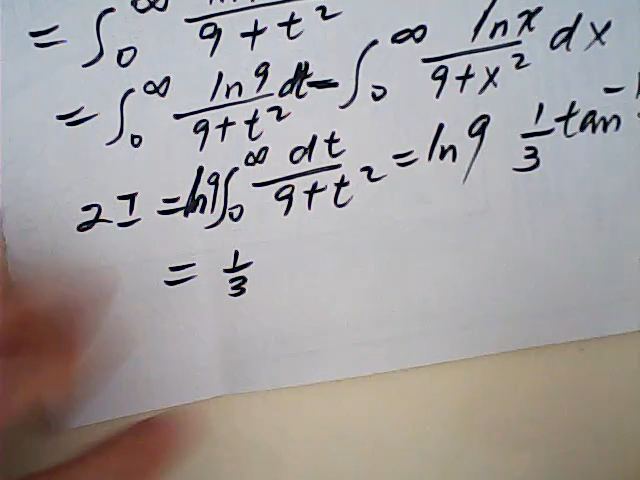 = ∫₀^∞ / 9 + t²
= ∫₀^∞ ln9 / 9 + t² dt - ∫₀^∞ lnx / 9 + x² dx
2I = ln9 ∫₀^∞ dt / 9 + t² = ln9 1/3 tan⁻
= 1/3